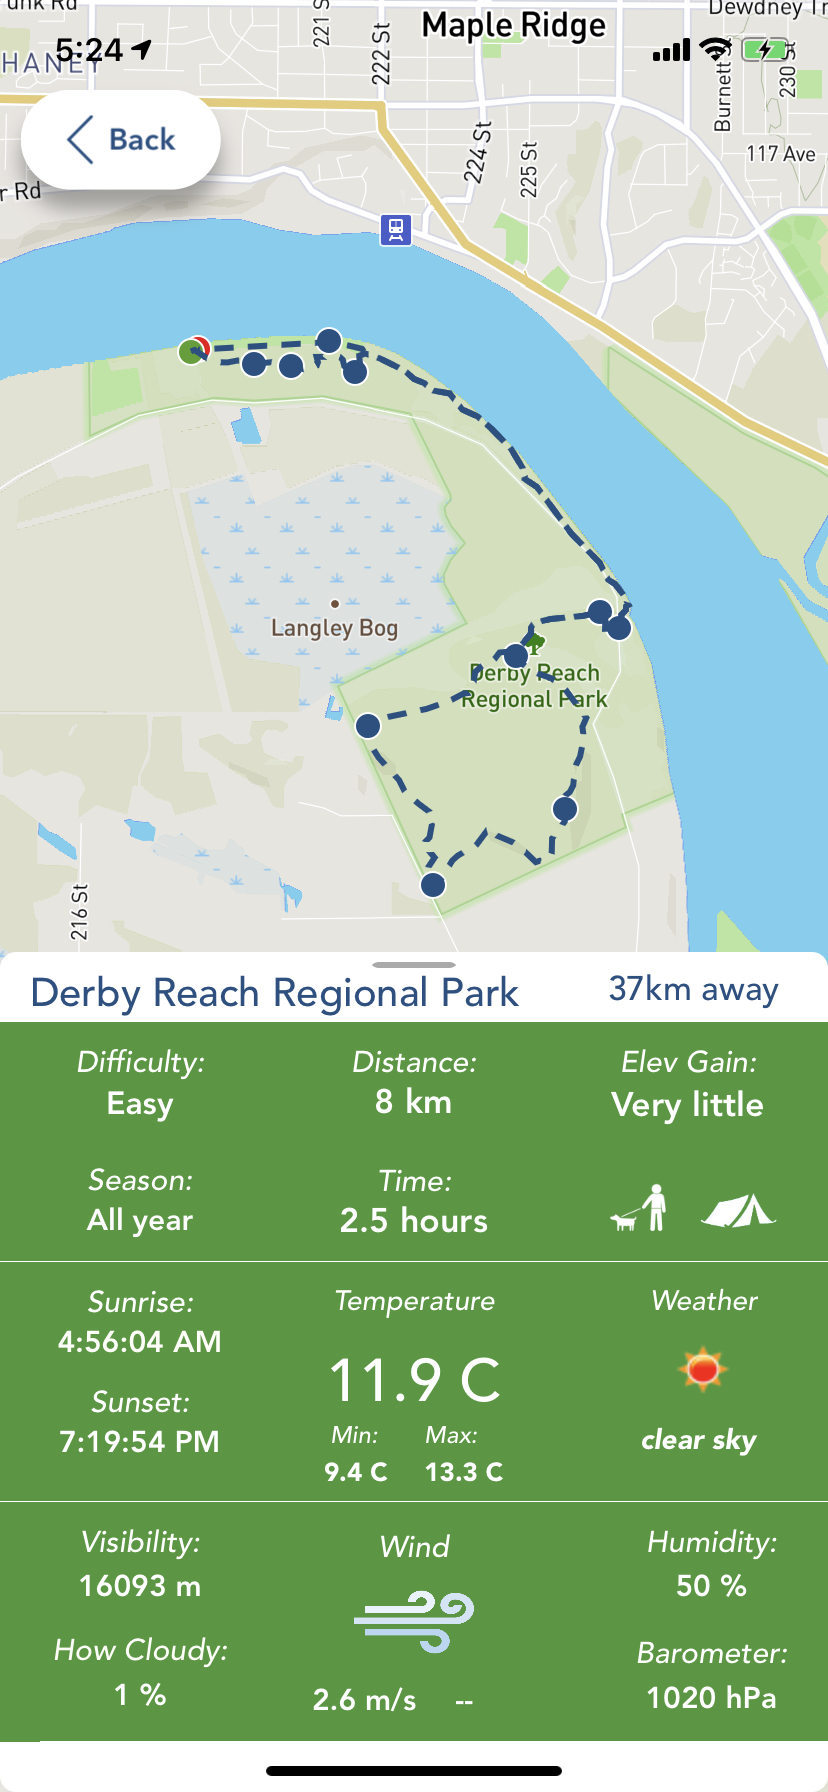 unk Rd
221 S
222 St
Maple Ridge
Dewdney Tr
HANEY
5:24
Burnett
230 St
Back
224 St
225 St
117 Ave
r Rd
Langley Bog
Derby Reach
Regional Park
216 St
Derby Reach Regional Park
37km away
Difficulty:
Easy
Distance:
8 km
Elev Gain:
Very little
Season:
All year
Time:
2.5 hours
Sunrise:
4:56:04 AM
Sunset:
7:19:54 PM
Temperature
11.9 C
Min:
Max:
9.4 C
13.3 C
Weather
clear sky
Visibility:
16093 m
How Cloudy:
1 %
Wind
2.6 m/s --
Humidity:
50 %
Barometer:
1020 hPa